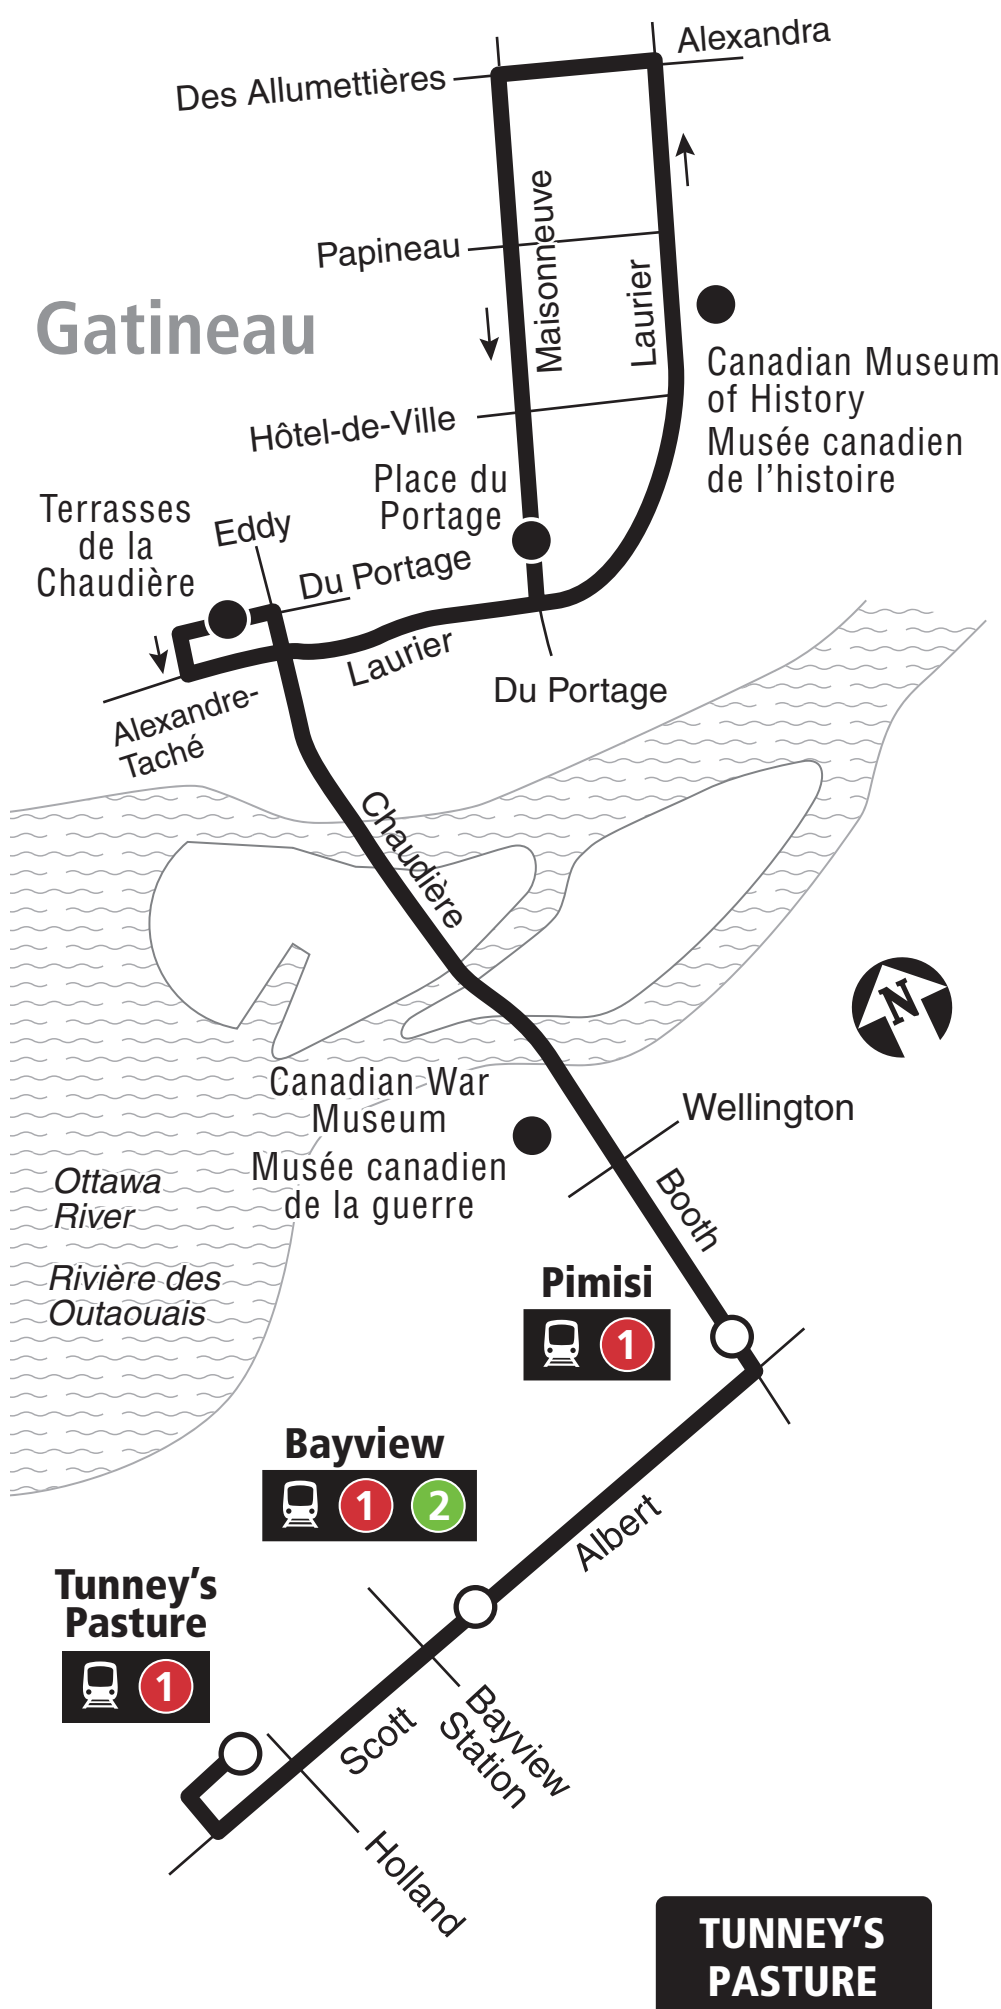 Alexandra
Des Allumettières
Maisonneuve
Papineau
Laurier
Gatineau
Canadian Museum
of History
Musée canadien
de l'histoire
Hôtel-de-Ville
Place du
Portage
Terrasses
de la
Chaudière
Eddy
Du Portage
Laurier
Du Portage
Alexandre-
Taché
Chaudière
N
Canadian War
Museum
Musée canadien
de la guerre
Wellington
Booth
Ottawa
River
Rivière des
Outaouais
Pimisi
1
Bayview
1 2
Albert
Tunney's
Pasture
1
Scott
Bayview
Station
Holland
TUNNEY'S
PASTURE